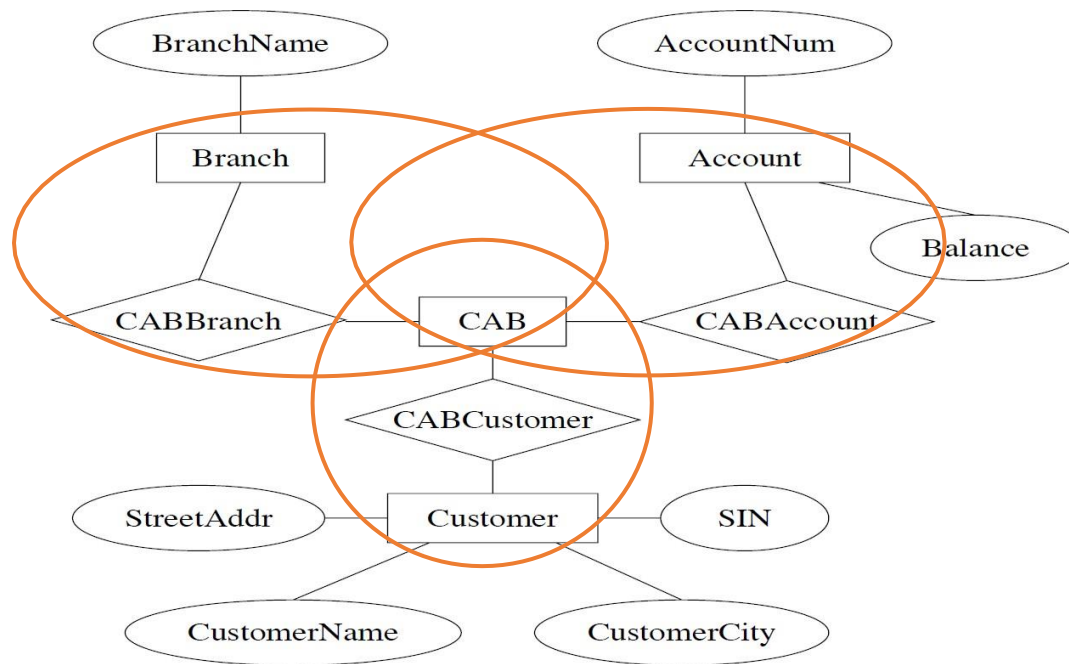 BranchName
AccountNum
Branch
Account
Balance
CABBranch
CAB
CABAccount
CABCustomer
StreetAddr
Customer
SIN
CustomerName
CustomerCity